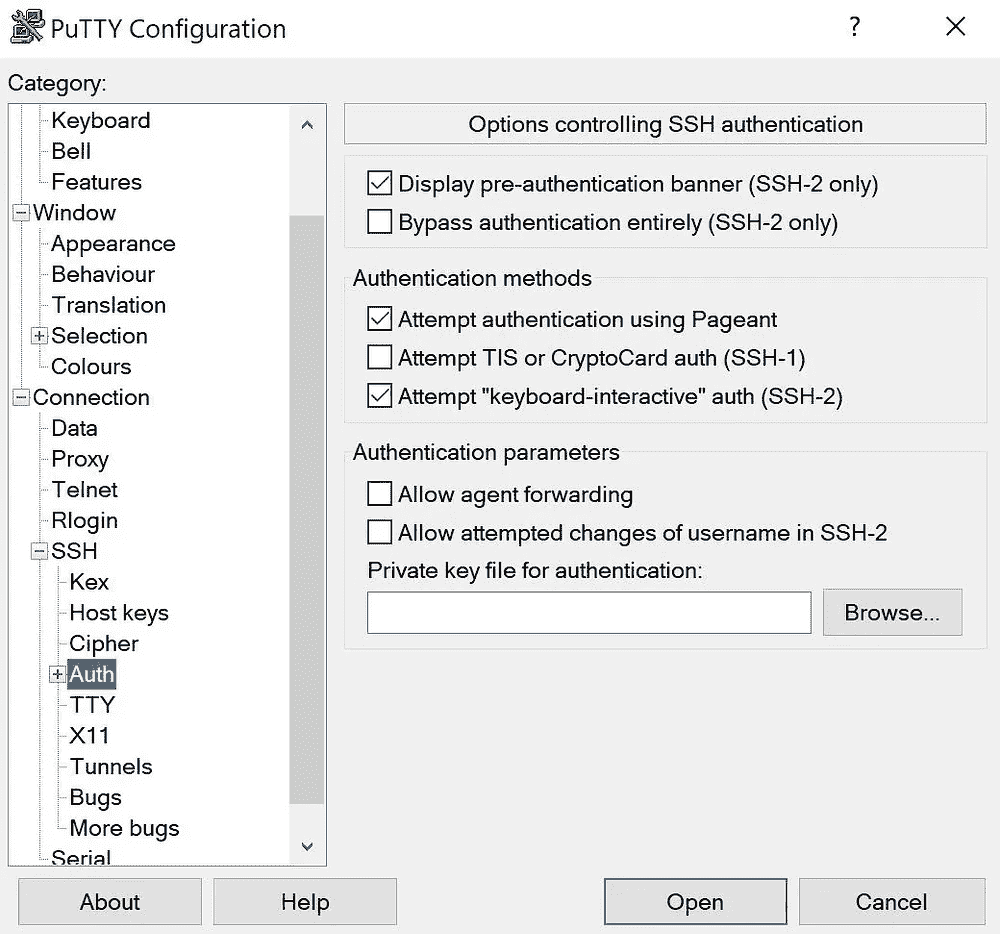 PuTTY Configuration
?
Category:
Keyboard
Bell
Features
Window
Appearance
Behaviour
Translation
Selection
Colours
Connection
Data
Proxy
Telnet
Rlogin
SSH
Kex
Host keys
Cipher
Auth
TTY
X11
Tunnels
Bugs
More bugs
Serial
Options controlling SSH authentication
Display pre-authentication banner (SSH-2 only)
Bypass authentication entirely (SSH-2 only)
Authentication methods
Attempt authentication using Pageant
Attempt TIS or CryptoCard auth (SSH-1)
Attempt "keyboard-interactive" auth (SSH-2)
Authentication parameters
Allow agent forwarding
Allow attempted changes of username in SSH-2
Private key file for authentication:
Browse...
About
Help
Open
Cancel